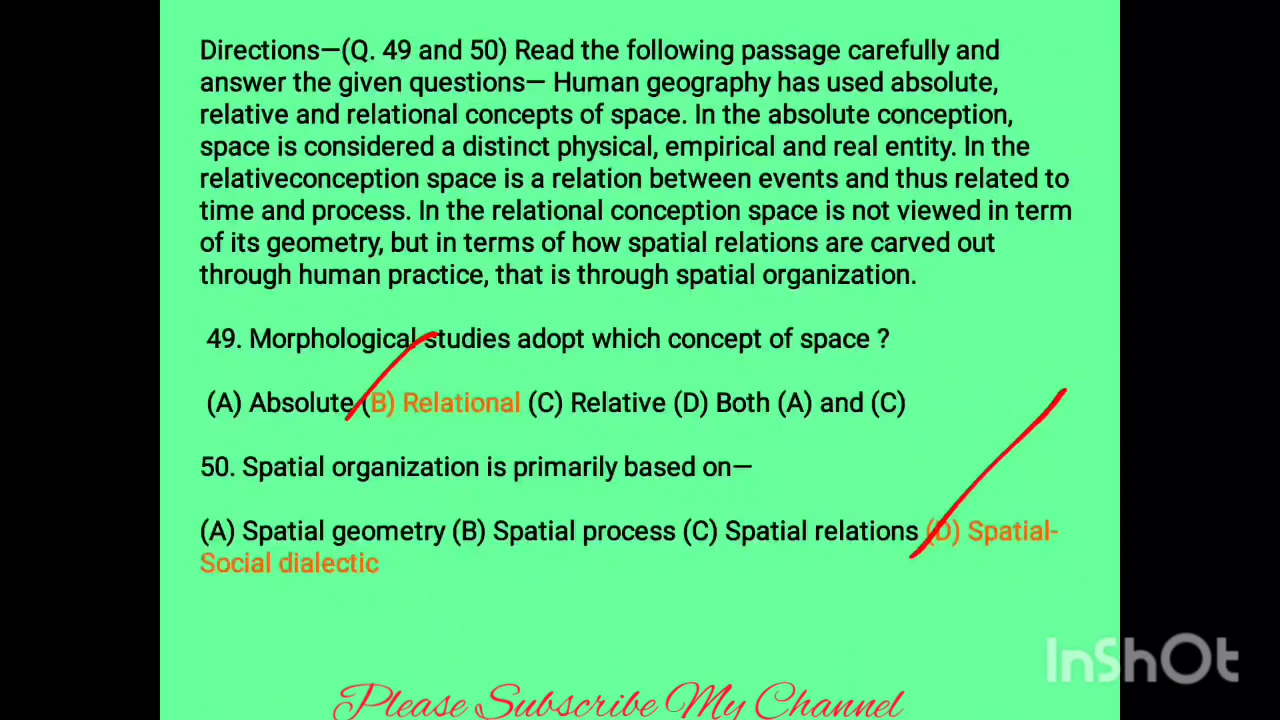 Directions—(Q. 49 and 50) Read the following passage carefully and
answer the given questions— Human geography has used absolute,
relative and relational concepts of space. In the absolute conception,
space is considered a distinct physical, empirical and real entity. In the
relativeconception space is a relation between events and thus related to
time and process. In the relational conception space is not viewed in term
of its geometry, but in terms of how spatial relations are carved out
through human practice, that is through spatial organization.
49. Morphological studies adopt which concept of space ?
(A) Absolute (B) Relational (C) Relative (D) Both (A) and (C)
50. Spatial organization is primarily based on—
(A) Spatial geometry (B) Spatial process (C) Spatial relations (D) Spatial-
Social dialectic
InShOt
Please Subscribe My Channel